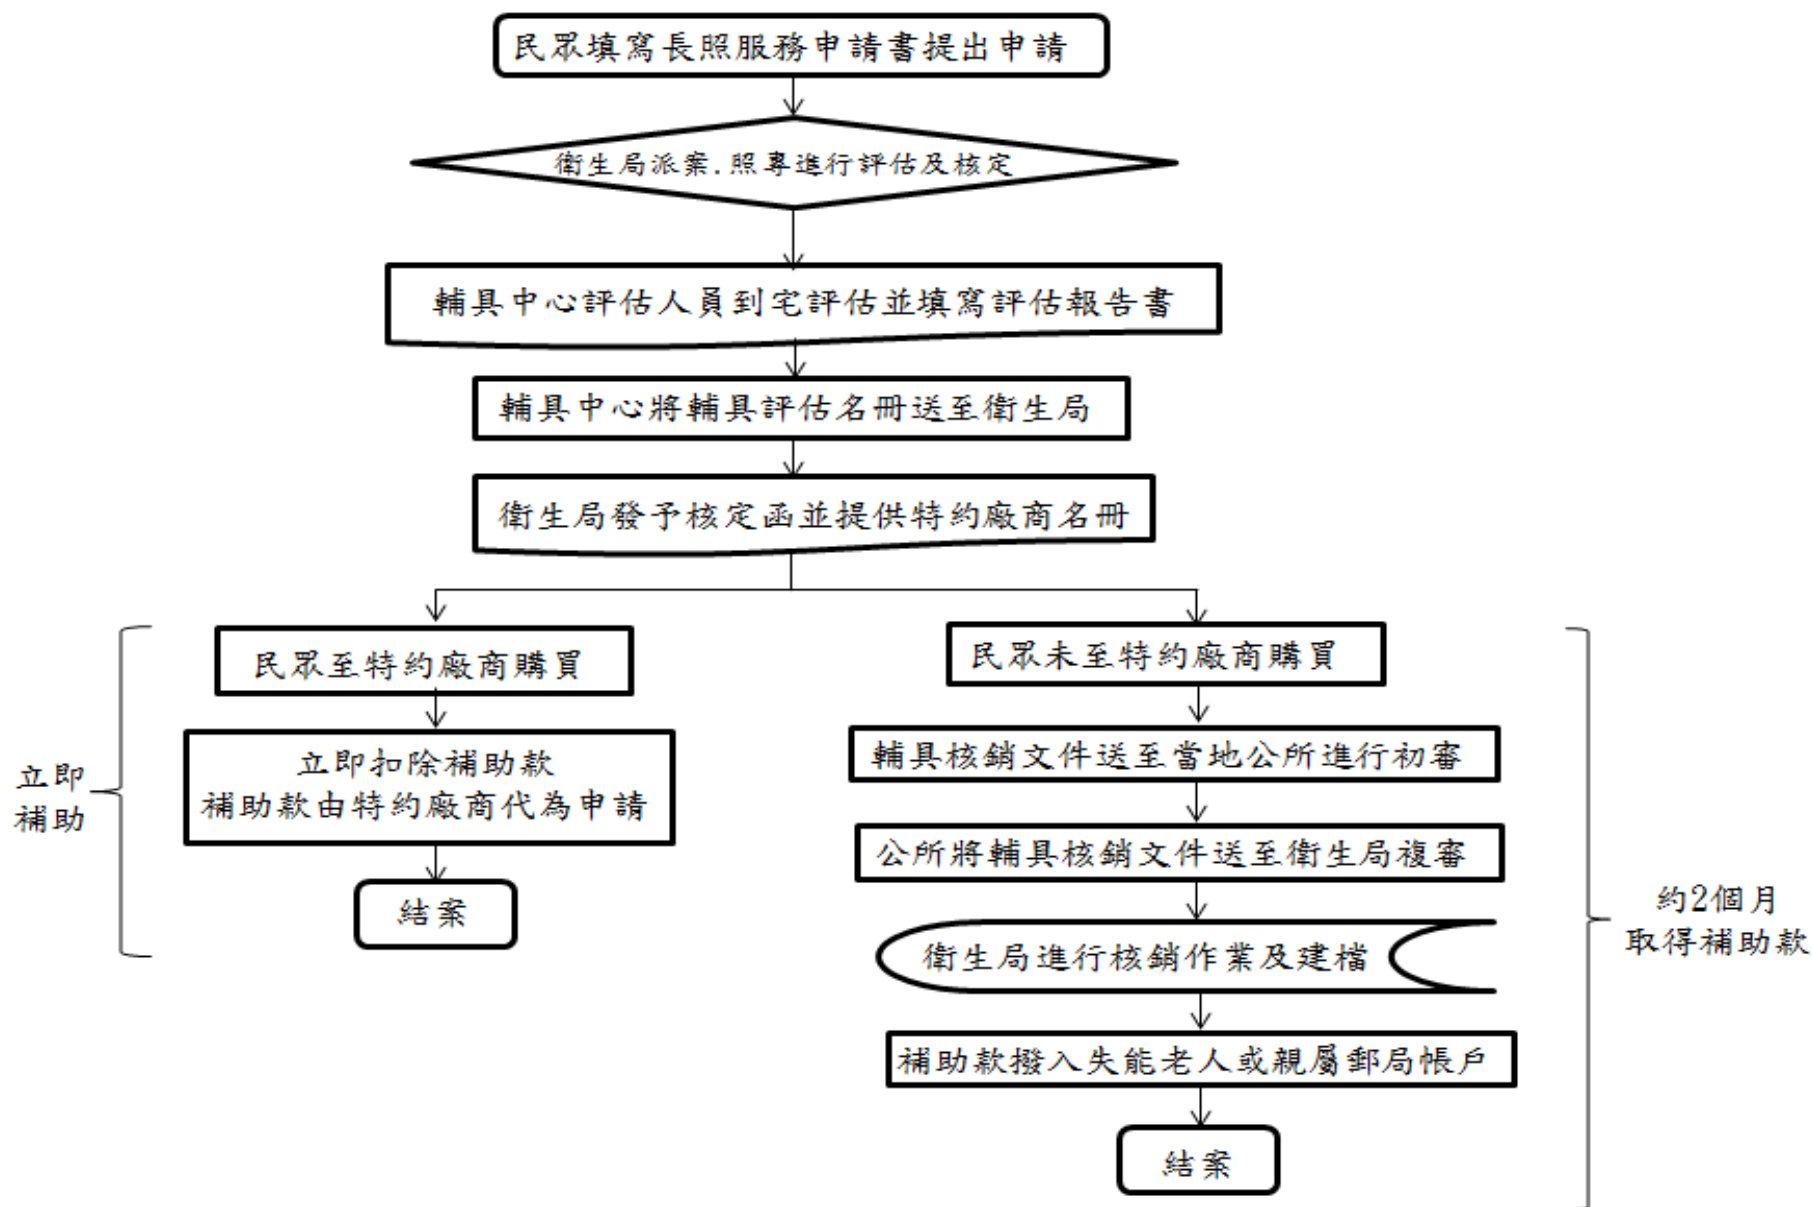 民眾填寫長照服務申請書提出申請
衛生局派案.照專進行評估及核定
輔具中心評估人員到宅評估並填寫評估報告書
輔具中心將輔具評估名冊送至衛生局
衛生局發予核定函並提供特約廠商名冊
民眾至特約廠商購買
立即扣除補助款
補助款由特約廠商代為申請
結案
立即
補助
民眾未至特約廠商購買
輔具核銷文件送至當地公所進行初審
公所將輔具核銷文件送至衛生局複審
衛生局進行核銷作業及建檔
補助款撥入失能老人或親屬郵局帳戶
結案
約2個月
取得補助款